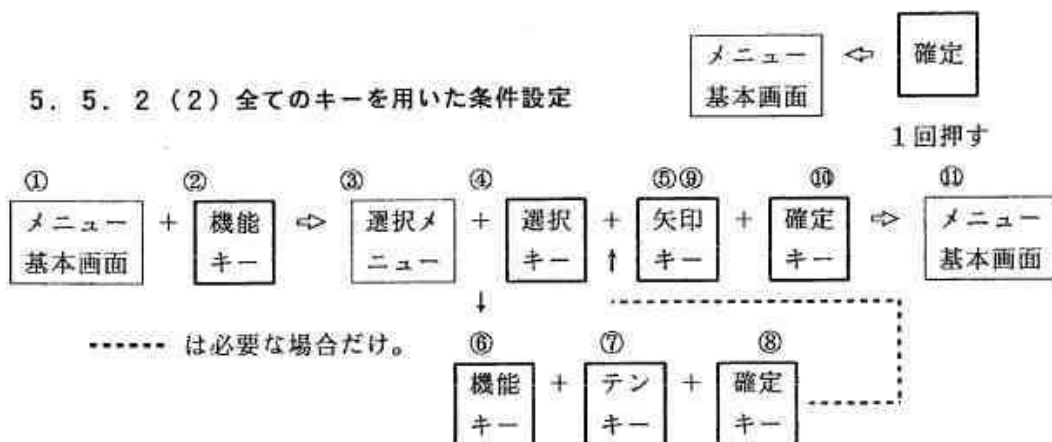 メニュー
基本画面
⇦
確定
1回押す
5．5．2（2）全てのキーを用いた条件設定
① ② ③ ④ ⑤⑨ ⑩ ⑪
メニュー + 機能 ⇨ 選択メ + 選択 + 矢印 + 確定 ⇨ メニュー
基本画面 キー ニュー キー ↑ キー キー 基本画面
↓
------ は必要な場合だけ。
⑥ ⑦ ⑧
機能 + テン + 確定
キー キー キー